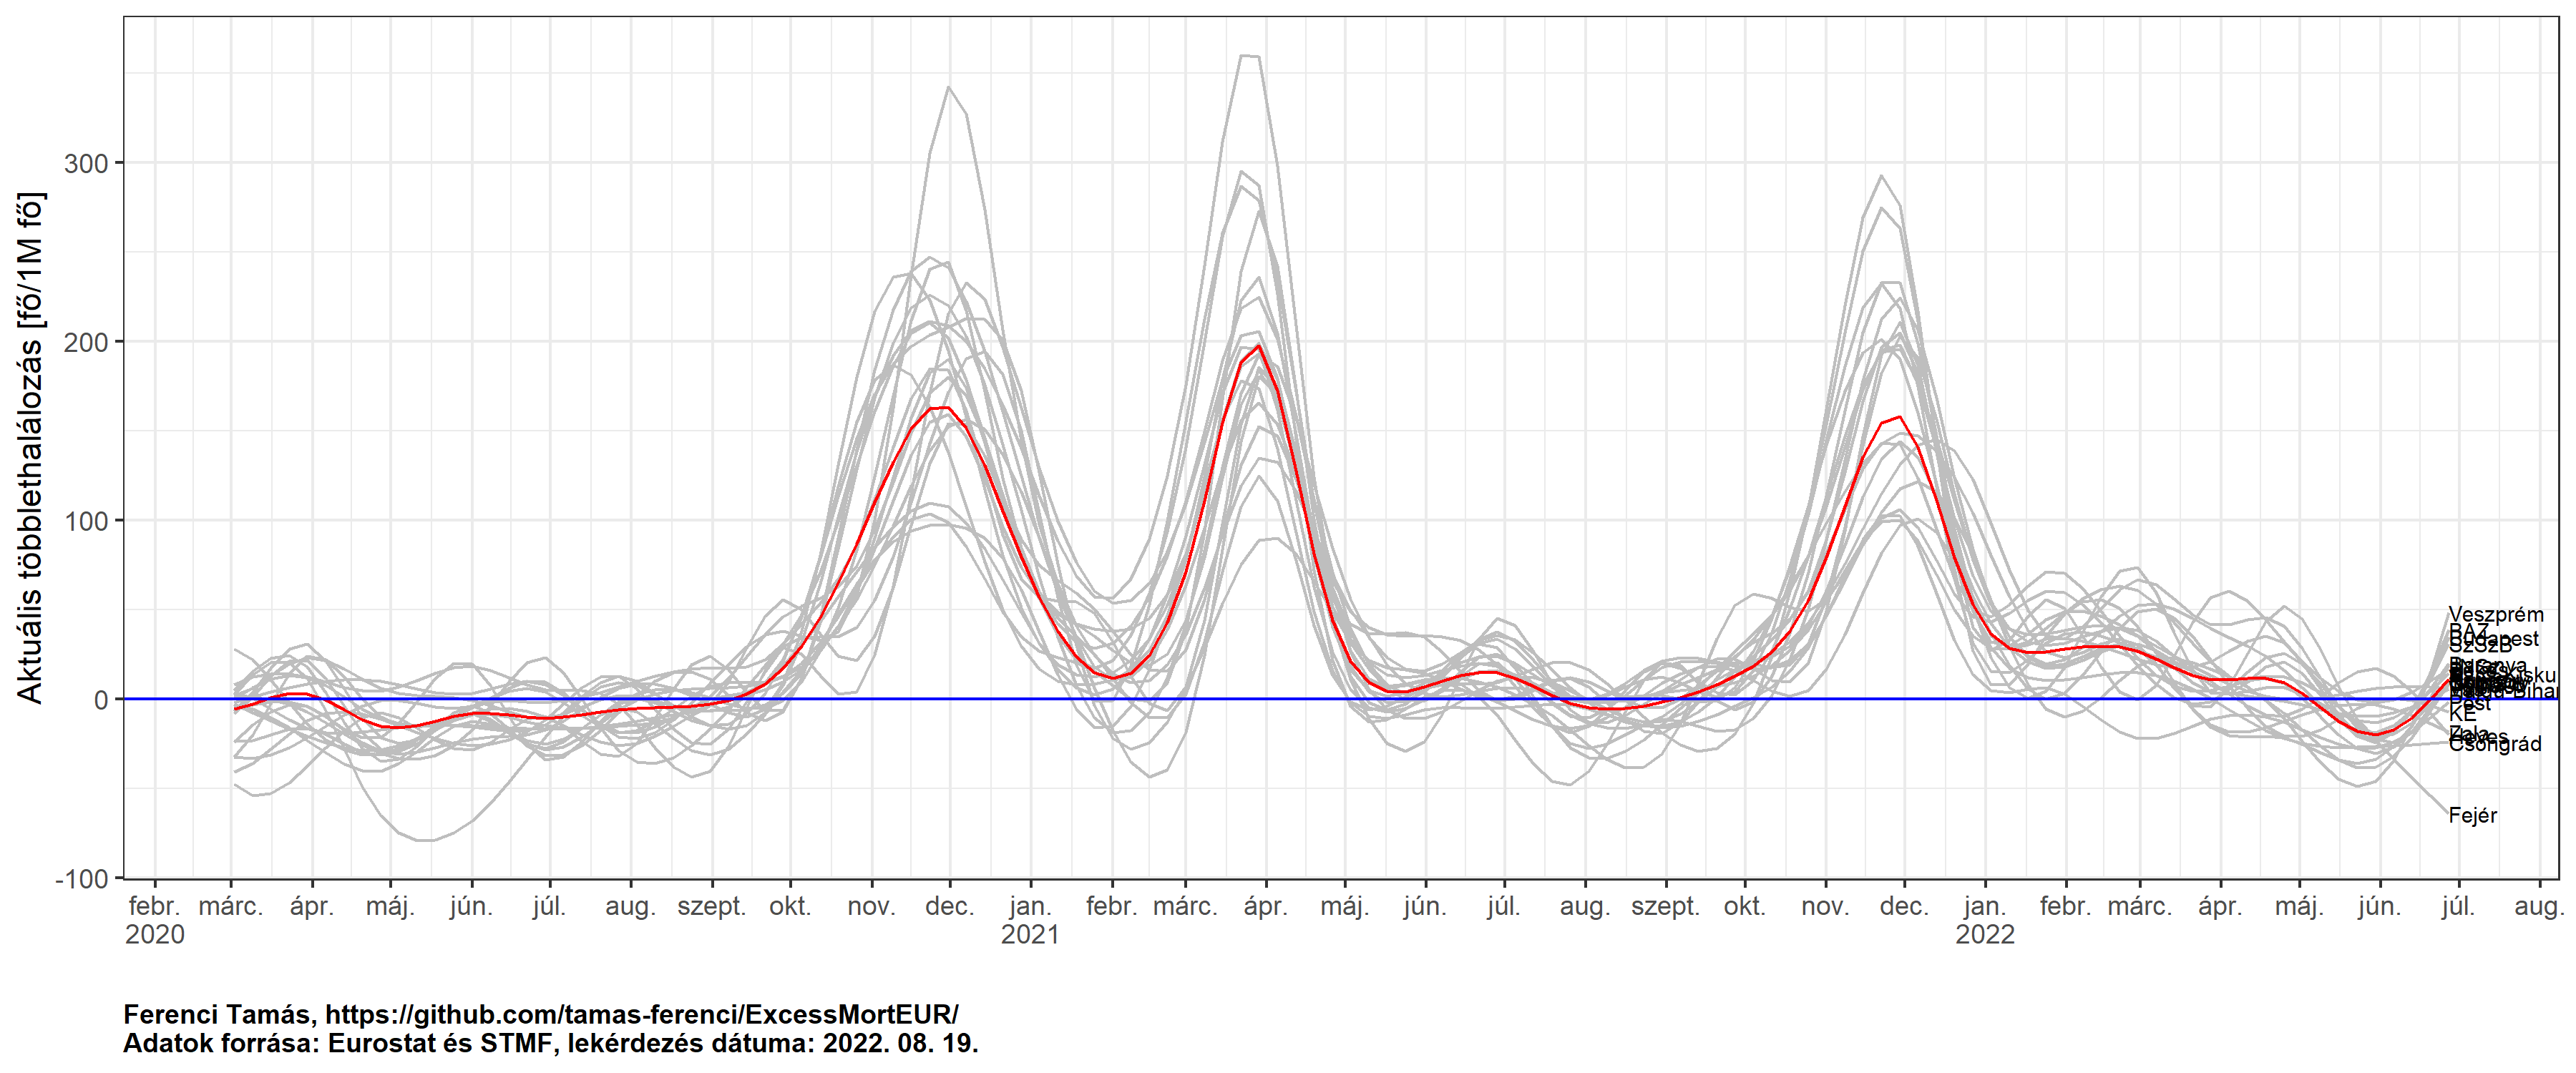 Aktuális többlethalálozás [fő/1M fő]
300
200
100
0
-100
Veszprém
BAZ
Budapest
SzSzB
Baranya
Pest
KE
Zala
Heves
Csongrád
Fejér
febr. márc. ápr. máj. jún. júl. aug. szept. okt. nov. dec. jan. febr. márc. ápr. máj. jún. júl. aug. szept. okt. nov. dec. jan. febr. márc. ápr. máj. jún. júl. aug.
2020 2021 2022
Ferenci Tamás, https://github.com/tamas-ferenci/ExcessMortEUR/
Adatok forrása: Eurostat és STMF, lekérdezés dátuma: 2022. 08. 19.